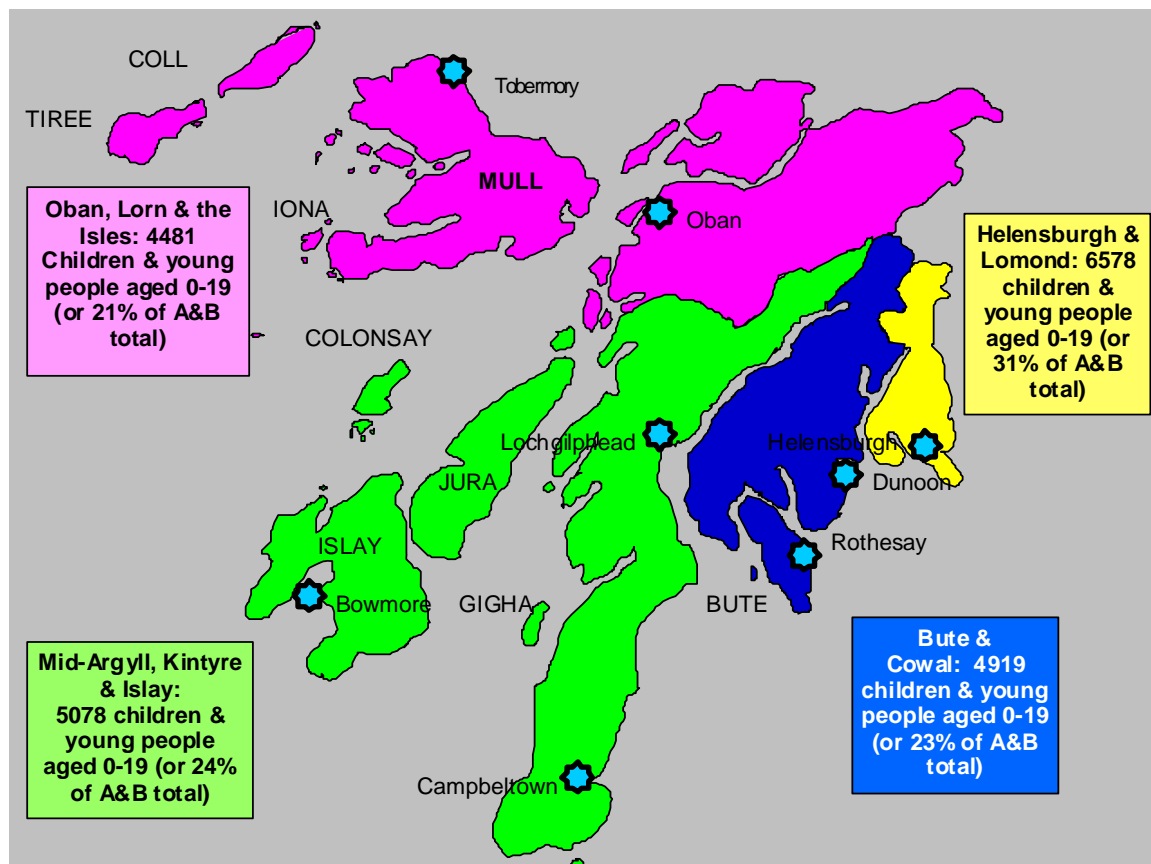 COLL
Tobermory
TIREE
MULL
Oban, Lorn & the
Isles: 4481
Children & young
people aged 0-19
(or 21% of A&B
total)
IONA
Oban
Helensburgh &
Lomond: 6578
children &
young people
aged 0-19 (or
31% of A&B
total)
COLONSAY
Lochgilphead
Helensburgh
JURA
Dunoon
ISLAY
Rothesay
Bowmore
GIGHA
BUTE
Mid-Argyll, Kintyre
& Islay:
5078 children &
young people
aged 0-19 (or 24%
of A&B total)
Bute &
Cowal:  4919
children & young
people aged 0-19
(or 23% of A&B
total)
Campbeltown